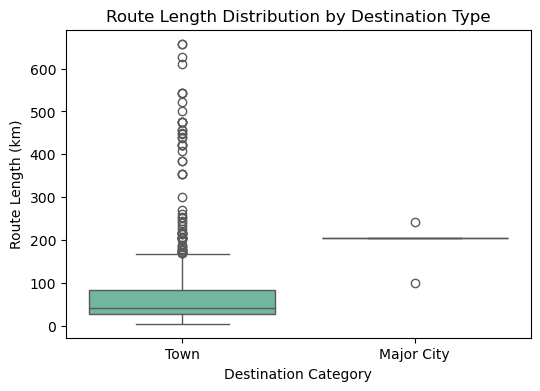 Route Length Distribution by Destination Type
Route Length (km)
600
500
400
300
200
100
0
Town
Major City
Destination Category